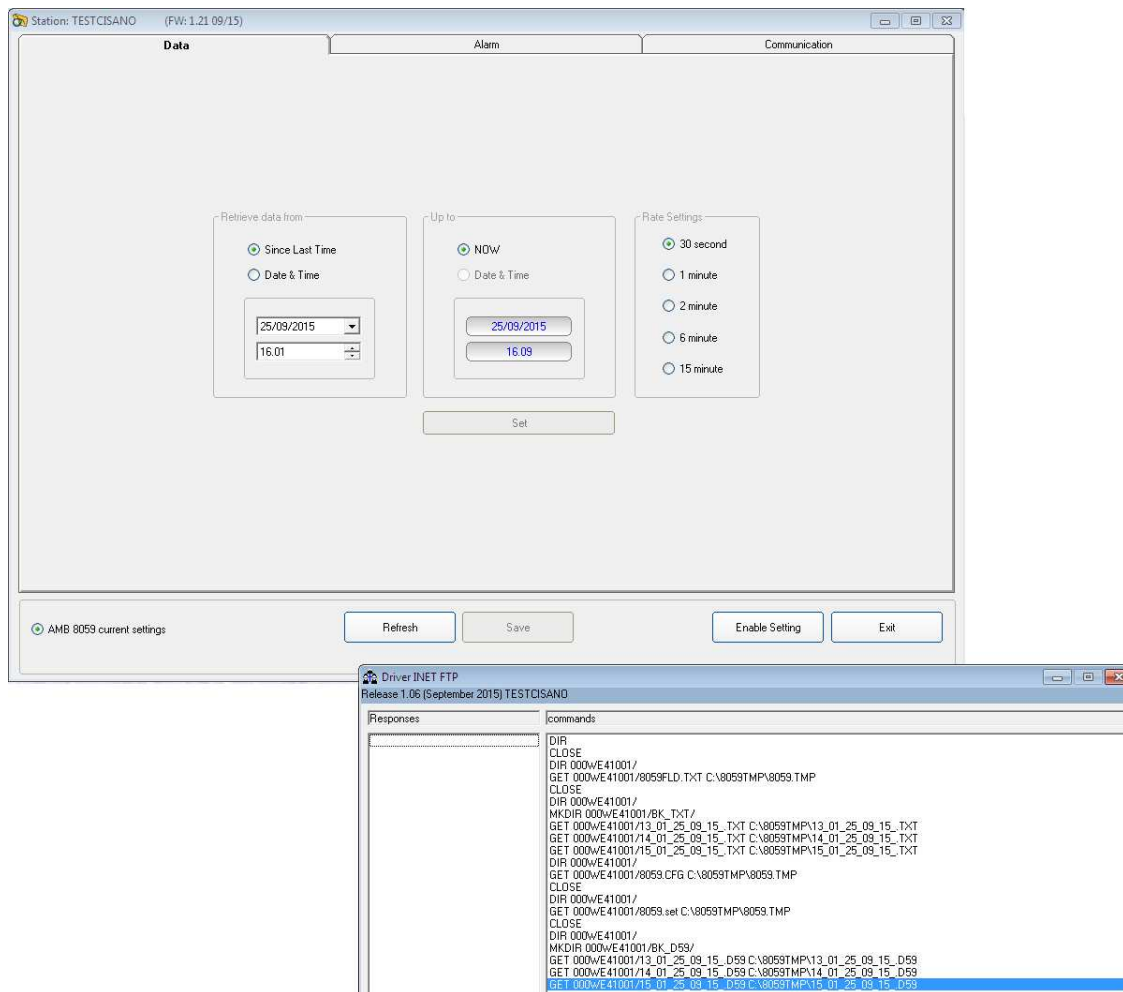 Station: TESTCISANO (FW: 1.21 09/15)
Data Alarm Communication
Retrieve data from
Since Last Time
Date & Time
25/09/2015
16.01
Up to
NOW
Date & Time
25/09/2015
16.09
Rate Settings
30 second
1 minute
2 minute
6 minute
15 minute
Set
AMB 8059 current settings
Refresh
Save
Enable Setting
Exit
Driver INET FTP
Release 1.06 (September 2015) TESTCISANO
Responses
commands
DIR
CLOSE
DIR 000WE41001/
GET 000WE41001/8059FLD.TXT C:\8059TMP\8059.TMP
CLOSE
DIR 000WE41001/
MKDIR 000WE41001/BK_TXT/
GET 000WE41001/13_01_25_09_15_.TXT C:\8059TMP\13_01_25_09_15_.TXT
GET 000WE41001/14_01_25_09_15_.TXT C:\8059TMP\14_01_25_09_15_.TXT
GET 000WE41001/15_01_25_09_15_.TXT C:\8059TMP\15_01_25_09_15_.TXT
DIR 000WE41001/
GET 000WE41001/8059.CFG C:\8059TMP\8059.TMP
CLOSE
DIR 000WE41001/
GET 000WE41001/8059.set C:\8059TMP\8059.TMP
CLOSE
DIR 000WE41001/
MKDIR 000WE41001/BK_D59/
GET 000WE41001/13_01_25_09_15_.D59 C:\8059TMP\13_01_25_09_15_.D59
GET 000WE41001/14_01_25_09_15_.D59 C:\8059TMP\14_01_25_09_15_.D59
GET 000WE41001/15_01_25_09_15_.D59 C:\8059TMP\15_01_25_09_15_.D59